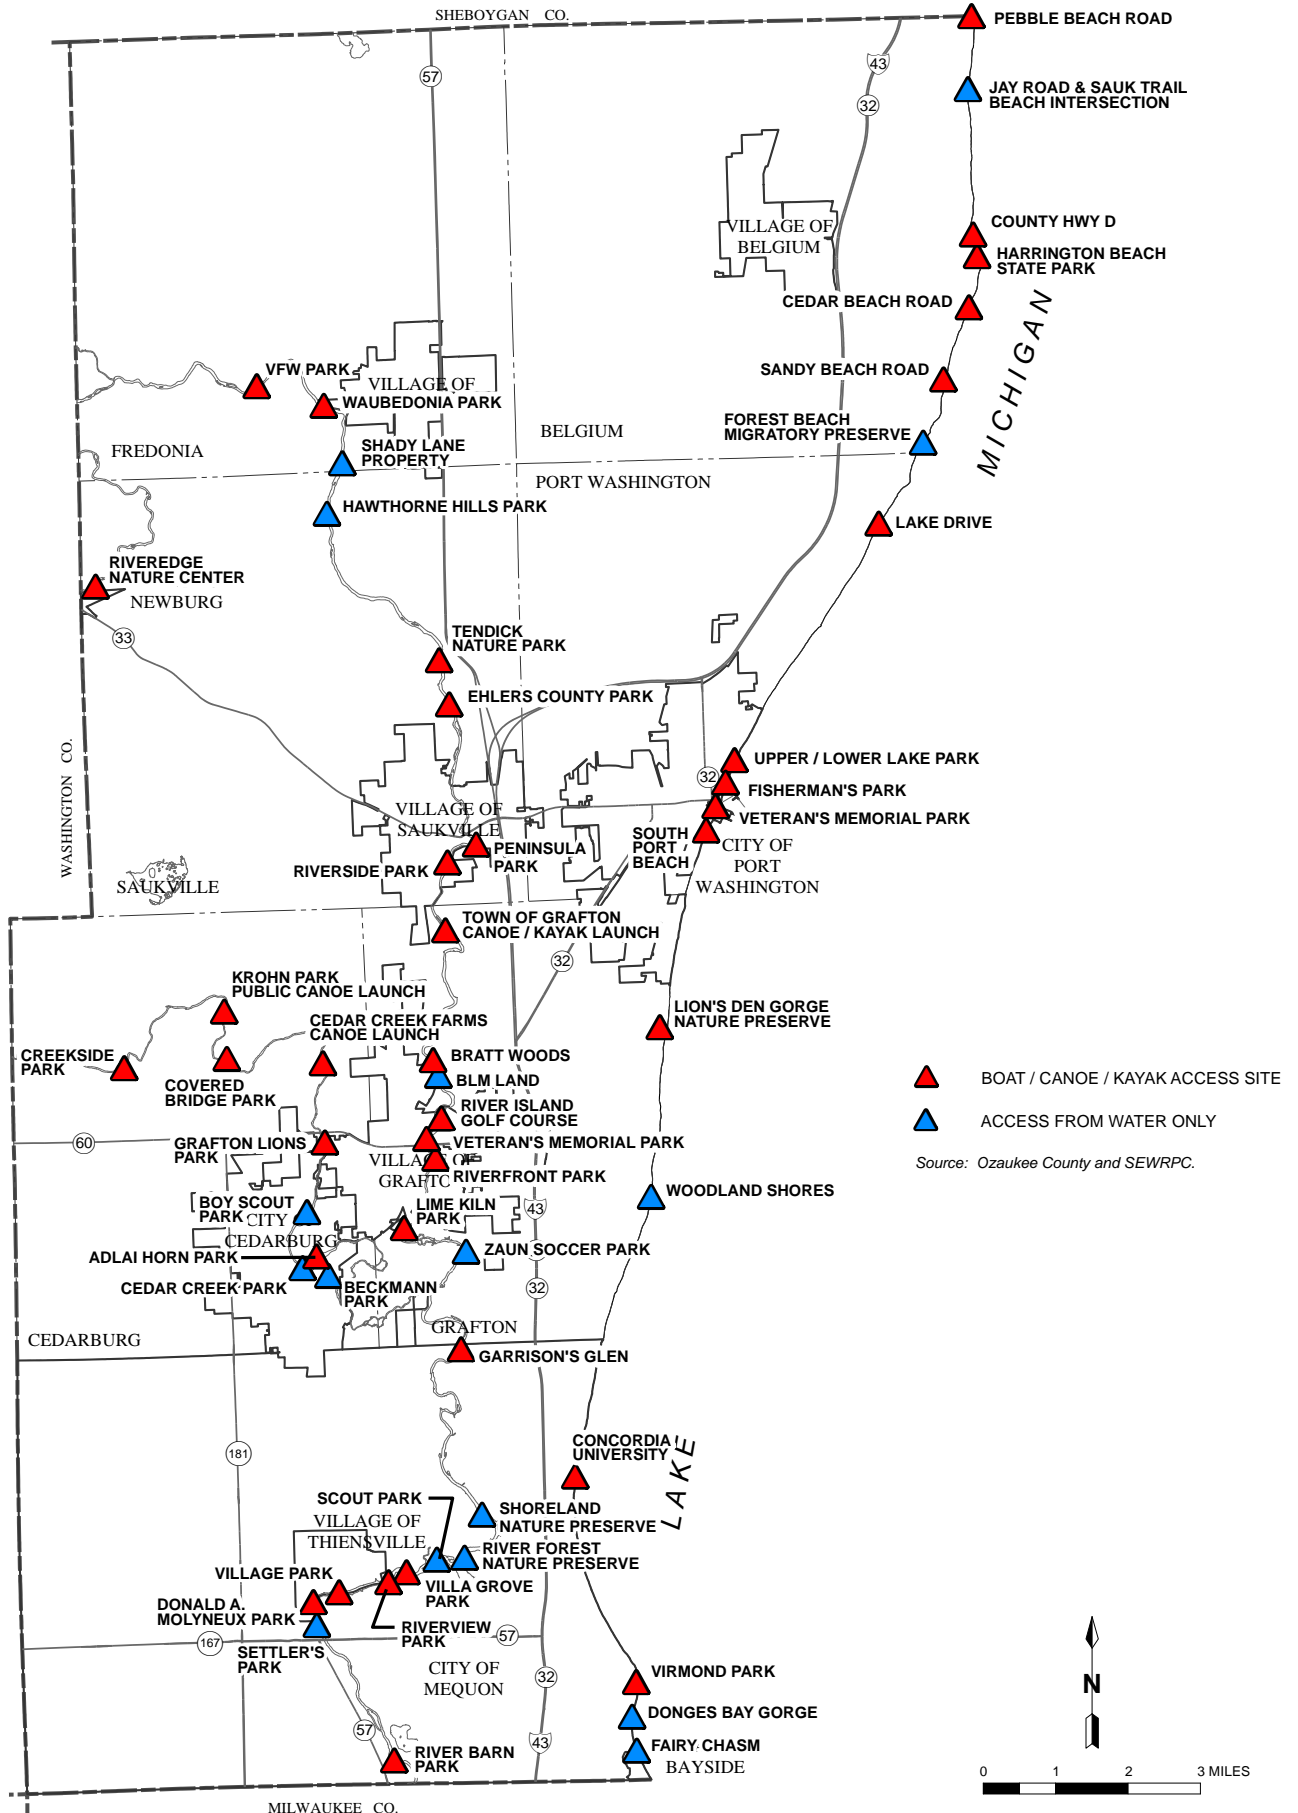 SHEBOYGAN CO.
PEBBLE BEACH ROAD
43
57
JAY ROAD & SAUK TRAIL
BEACH INTERSECTION
32
COUNTY HWY D
VILLAGE OF
BELGIUM
HARRINGTON BEACH
STATE PARK
CEDAR BEACH ROAD
MICHIGAN
VFW PARK
SANDY BEACH ROAD
VILLAGE OF
WAUBEDONIA PARK
FOREST BEACH
MIGRATORY PRESERVE
BELGIUM
FREDONIA
SHADY LANE
PROPERTY
PORT WASHINGTON
HAWTHORNE HILLS PARK
LAKE DRIVE
RIVEREDGE
NATURE CENTER
NEWBURG
33
TENDICK
NATURE PARK
EHLERS COUNTY PARK
WASHINGTON CO.
UPPER / LOWER LAKE PARK
32
FISHERMAN'S PARK
VILLAGE OF
SAUKVILLE
VETERAN'S MEMORIAL PARK
SOUTH
PORT
BEACH
CITY OF
PORT
WASHINGTON
PENINSULA
PARK
RIVERSIDE PARK
SAUKVILLE
TOWN OF GRAFTON
CANOE / KAYAK LAUNCH
32
KROHN PARK
PUBLIC CANOE LAUNCH
LION'S DEN GORGE
NATURE PRESERVE
CEDAR CREEK FARMS
CANOE LAUNCH
CREEKSIDE
PARK
BRATT WOODS
BLM LAND
COVERED
BRIDGE PARK
BOAT / CANOE / KAYAK ACCESS SITE
RIVER ISLAND
GOLF COURSE
ACCESS FROM WATER ONLY
60
GRAFTON LIONS
PARK
VETERAN'S MEMORIAL PARK
Source: Ozaukee County and SEWRPC.
VILLAGE OF
GRAFTO
RIVERFRONT PARK
WOODLAND SHORES
BOY SCOUT
PARK
LIME KILN
PARK
43
CITY
CEDARBURG
ADLAI HORN PARK
ZAUN SOCCER PARK
CEDAR CREEK PARK
BECKMANN
PARK
32
GRAFTON
CEDARBURG
GARRISON'S GLEN
181
CONCORDIA
UNIVERSITY
LAKE
SCOUT PARK
SHORELAND
NATURE PRESERVE
VILLAGE OF
THIENSVILLE
RIVER FOREST
NATURE PRESERVE
VILLAGE PARK
VILLA GROVE
PARK
DONALD A.
MOLYNEUX PARK
RIVERVIEW
PARK
167
57
SETTLER'S
PARK
CITY OF
MEQUON
32
VIRMOND PARK
N
DONGES BAY GORGE
57
43
FAIRY CHASM
BAYSIDE
RIVER BARN
PARK
0 1 2 3 MILES
MILWAUKEE CO.